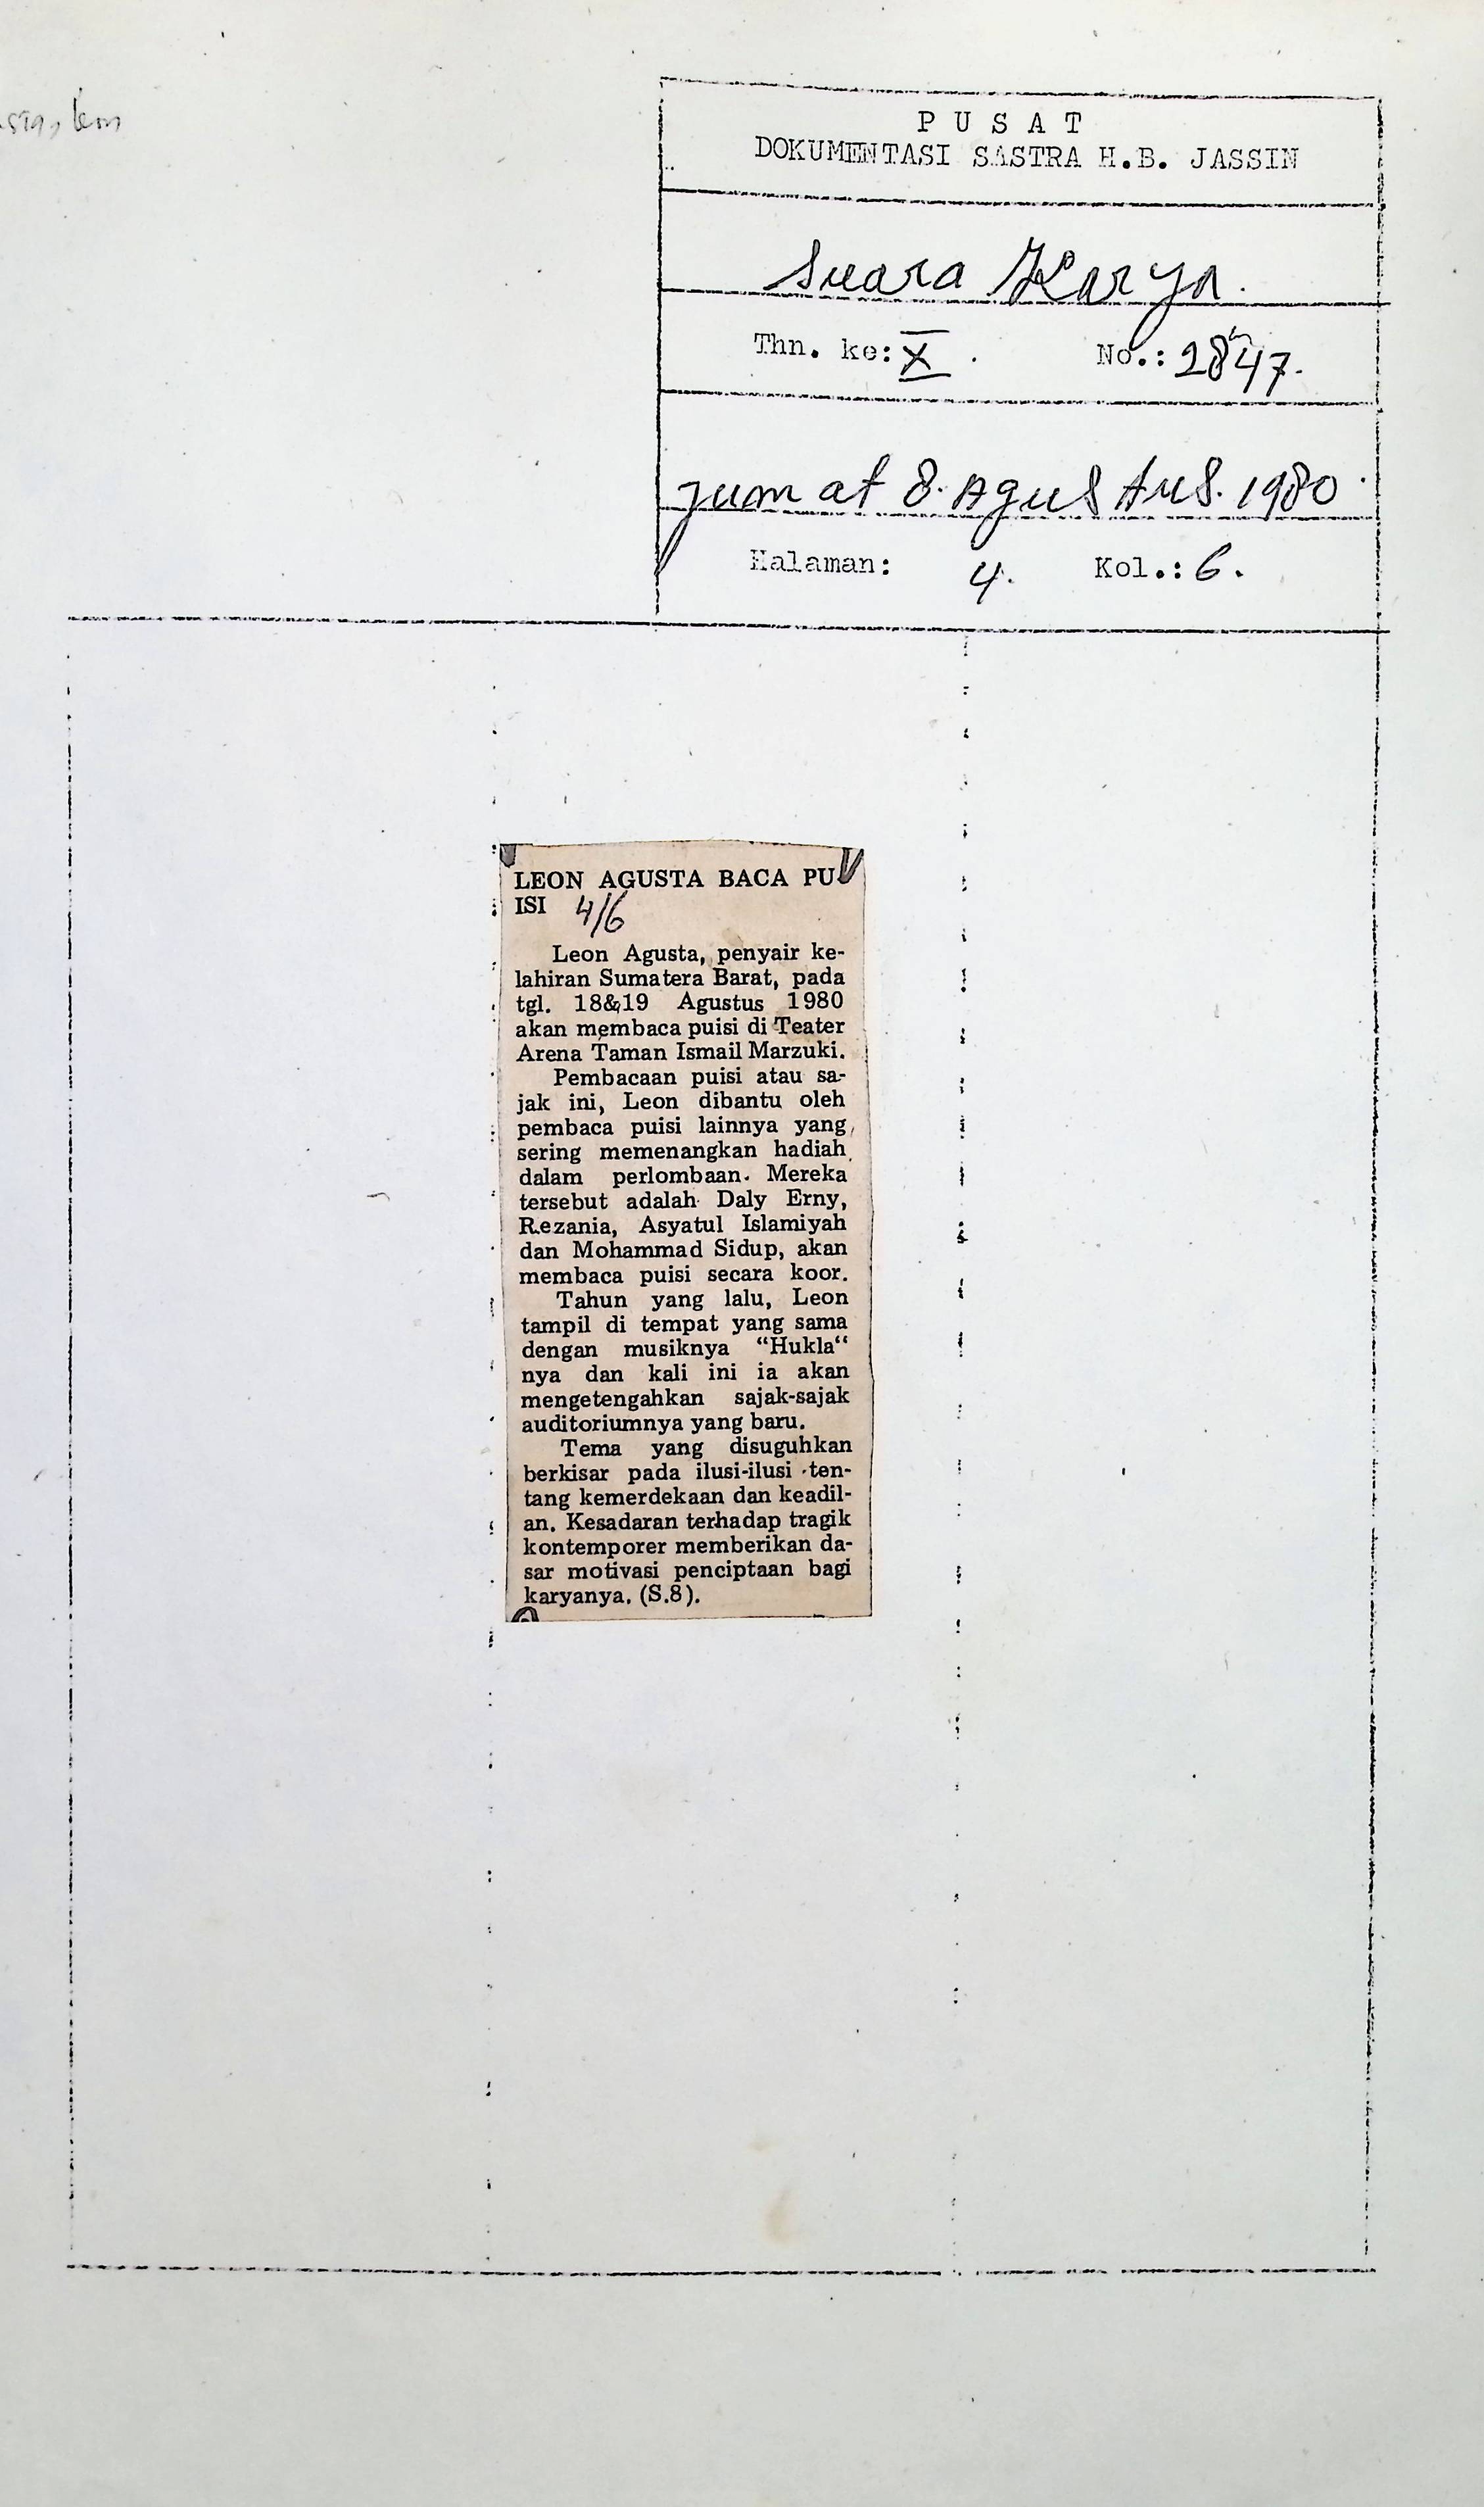 P U S A T
DOKUMENTASI SASTRA H.B. JASSIN
Suara Karya.
Thn. ke: X . No.: 2847.
Jumat 8. Agustus. 1980.
Halaman: 4. Kol.: 6.
LEON AGUSTA BACA PU
ISI 4/6
Leon Agusta, penyair ke-
lahiran Sumatera Barat, pada
tgl. 18&19 Agustus 1980
akan membaca puisi di Teater
Arena Taman Ismail Marzuki.
Pembacaan puisi atau sa-
jak ini, Leon dibantu oleh
pembaca puisi lainnya yang
sering memenangkan hadiah
dalam perlombaan. Mereka
tersebut adalah Daly Erny,
Rezania, Asyatul Islamiyah
dan Mohammad Sidup, akan
membaca puisi secara koor.
Tahun yang lalu, Leon
tampil di tempat yang sama
dengan musiknya “Hukla“
nya dan kali ini ia akan
mengetengahkan sajak-sajak
auditoriumnya yang baru.
Tema yang disuguhkan
berkisar pada ilusi-ilusi ten-
tang kemerdekaan dan keadil-
an. Kesadaran terhadap tragik
kontemporer memberikan da-
sar motivasi penciptaan bagi
karyanya. (S.8).